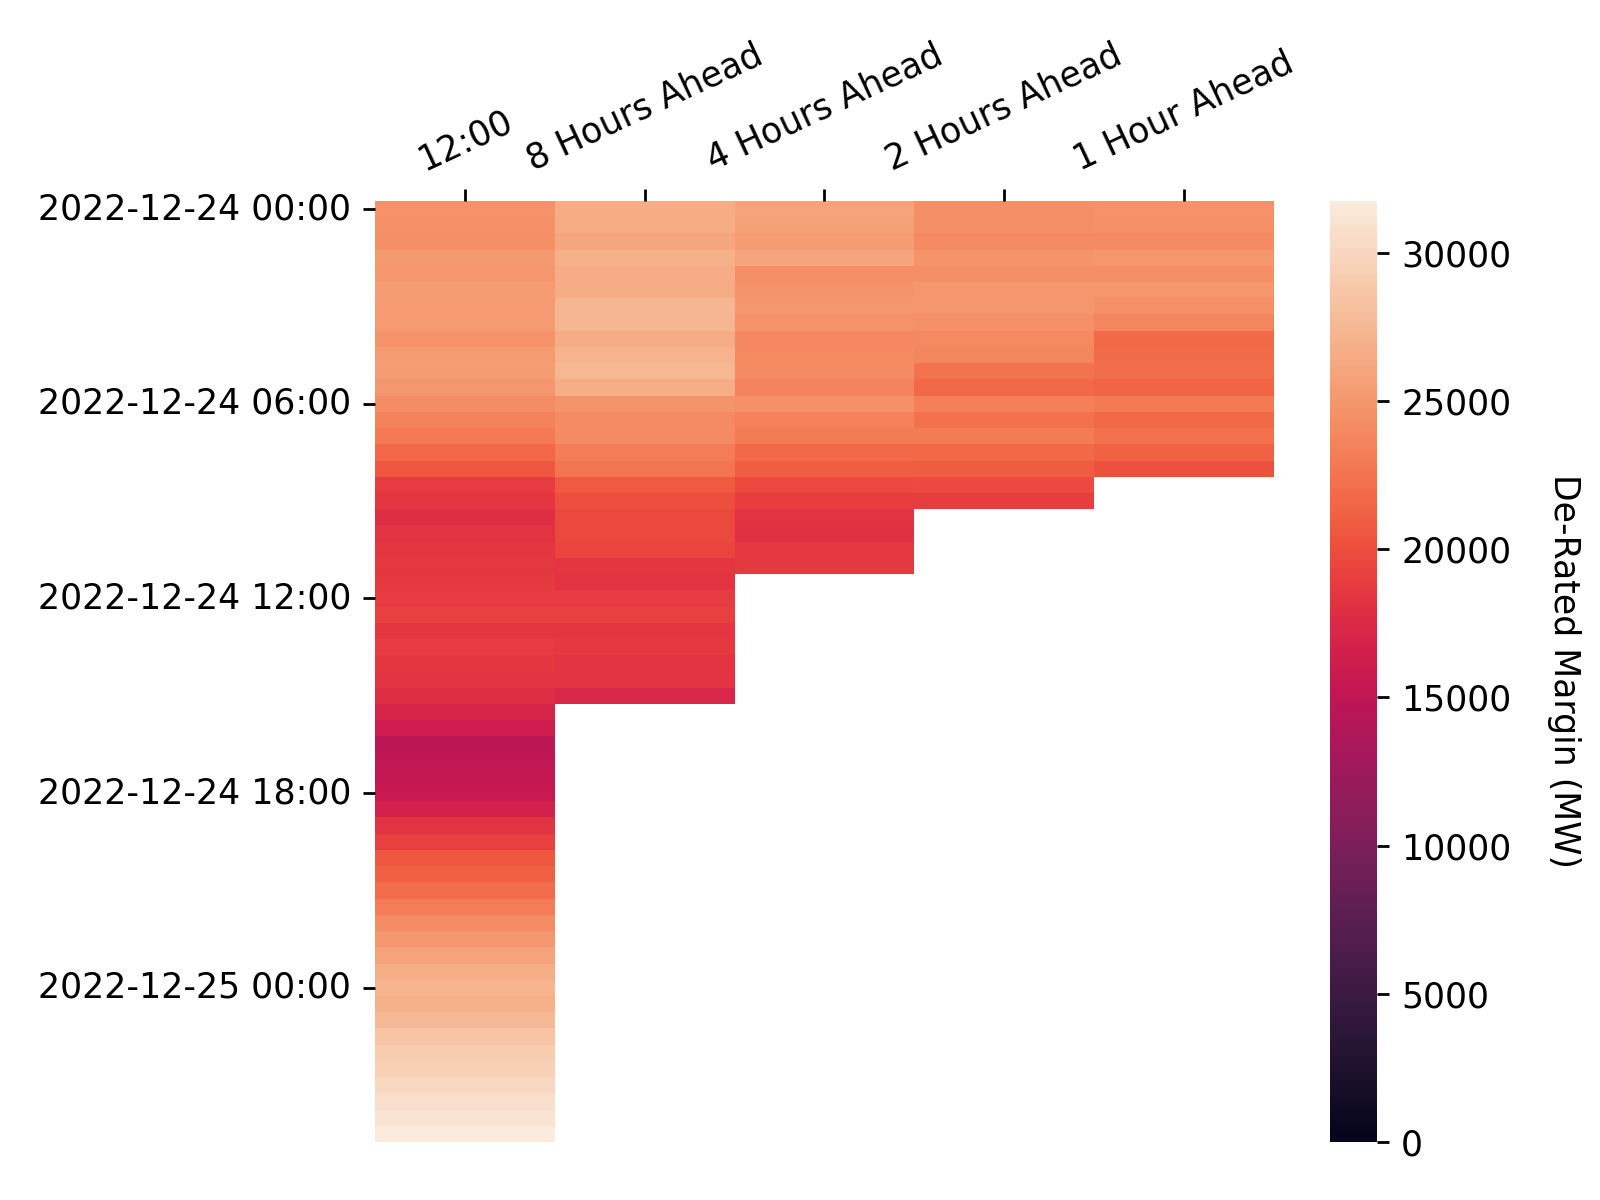 12:00
8 Hours Ahead
4 Hours Ahead
2 Hours Ahead
1 Hour Ahead
2022-12-24 00:00
2022-12-24 06:00
2022-12-24 12:00
2022-12-24 18:00
2022-12-25 00:00
30000
25000
20000
15000
10000
5000
0
De-Rated Margin (MW)